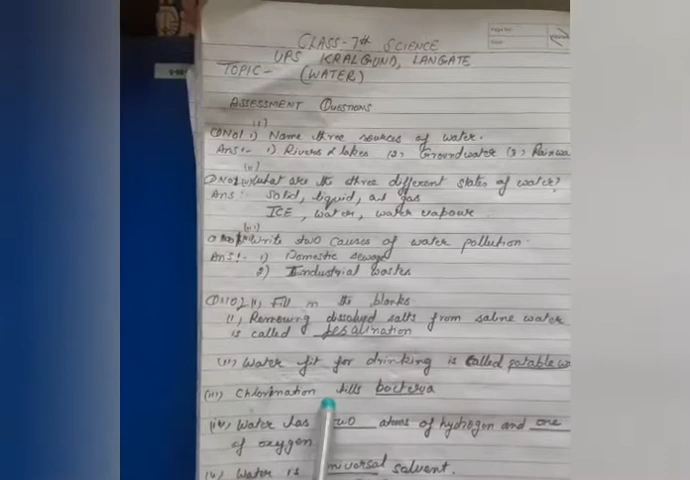 CLASS-7th SCIENCE
UPS KRALGUND, LANGATE
TOPIC- (WATER)
ASSESSMENT QUESTIONS
(i)
QNO1 i) Name three sources of water.
Ans:- 1) Rivers & lakes (2) Groundwater (3) Rainwa
(ii)
QNO1 (ii) What are the three different states of water?
Ans: Solid, liquid, and gas
ICE, water, water vapour
(iii)
Write two causes of water pollution.
Ans:- 1) Domestic sewage
2) Industrial wastes
QNO2 (i) Fill in the blanks
(i) Removing dissolved salts from saline water
is called desalination
(ii) Water fit for drinking is called potable wa
(iii) Chlorination kills bacteria
(iv) Water has two atoms of hydrogen and one
of oxygen
(v) Water is universal solvent.